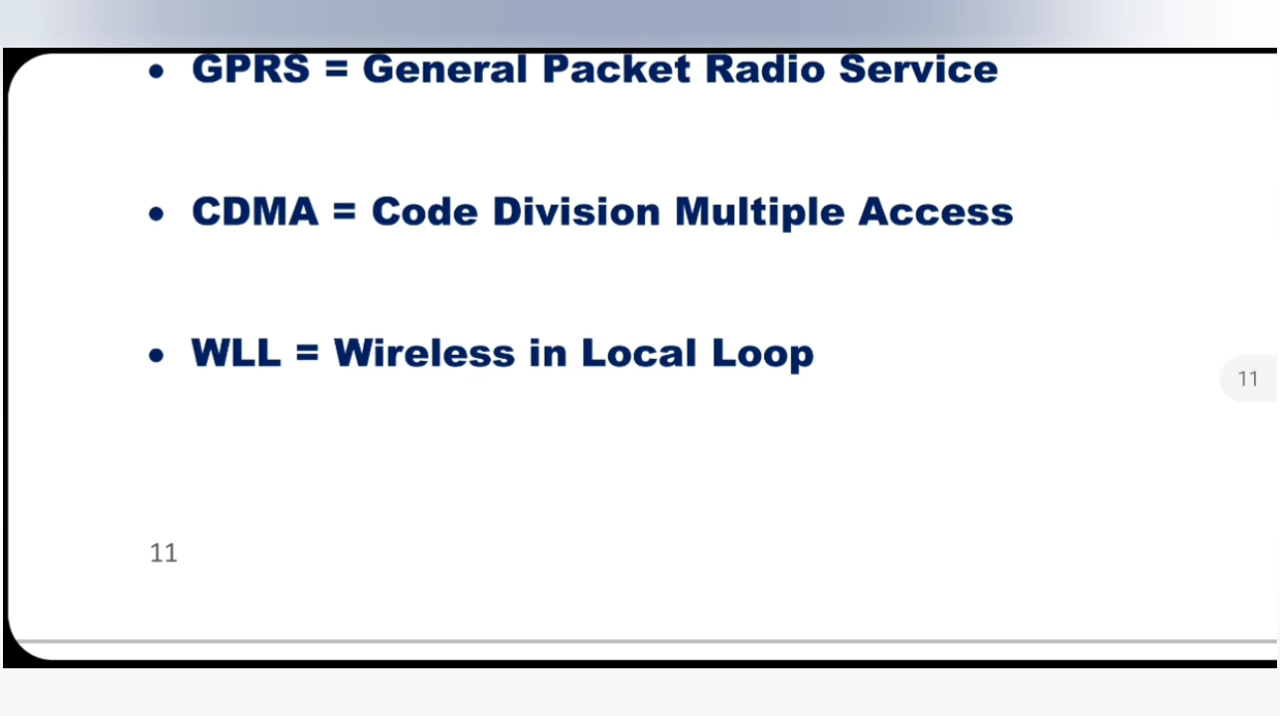 • GPRS = General Packet Radio Service
• CDMA = Code Division Multiple Access
• WLL = Wireless in Local Loop
11
11